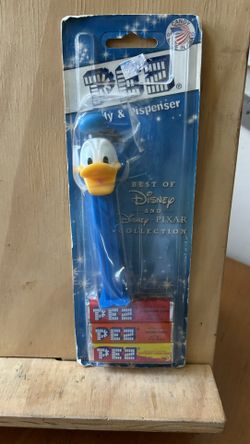 PEZ
Candy & Dispenser
BEST OF
Disney
AND
Disney · PIXAR
COLLECTION
PEZ
PEZ
PEZ